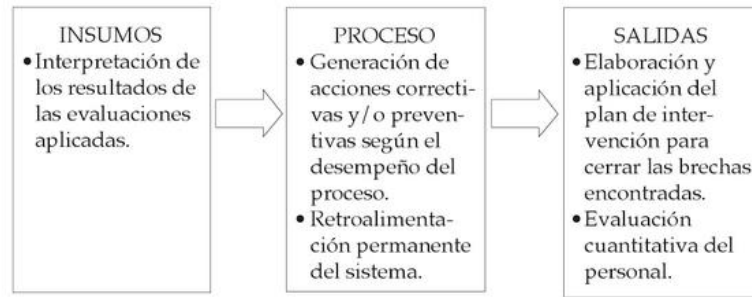 INSUMOS
• Interpretación de
los resultados de
las evaluaciones
aplicadas.
PROCESO
• Generación de
acciones correcti-
vas y/o preven-
tivas según el
desempeño del
proceso.
• Retroalimenta-
ción permanente
del sistema.
SALIDAS
• Elaboración y
aplicación del
plan de inter-
vención para
cerrar las brechas
encontradas.
• Evaluación
cuantitativa del
personal.